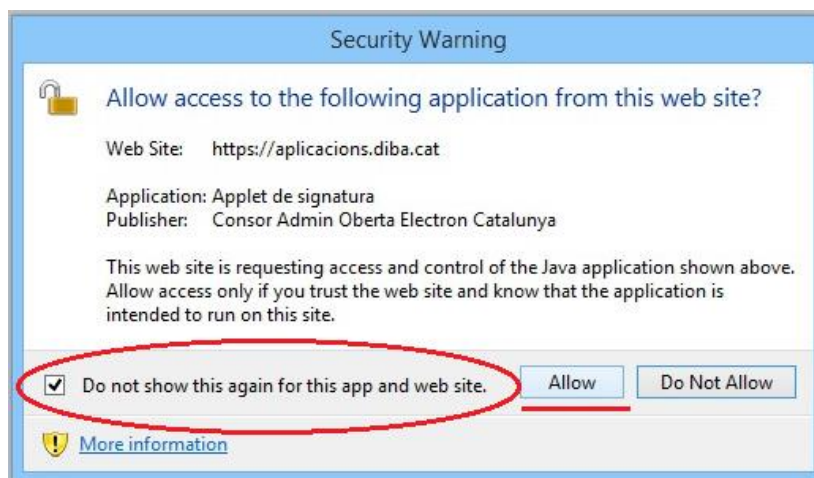 Security Warning
Allow access to the following application from this web site?
Web Site: https://aplicacions.diba.cat
Application: Applet de signatura
Publisher: Consor Admin Oberta Electron Catalunya
This web site is requesting access and control of the Java application shown above.
Allow access only if you trust the web site and know that the application is
intended to run on this site.
Do not show this again for this app and web site. Allow Do Not Allow
More information